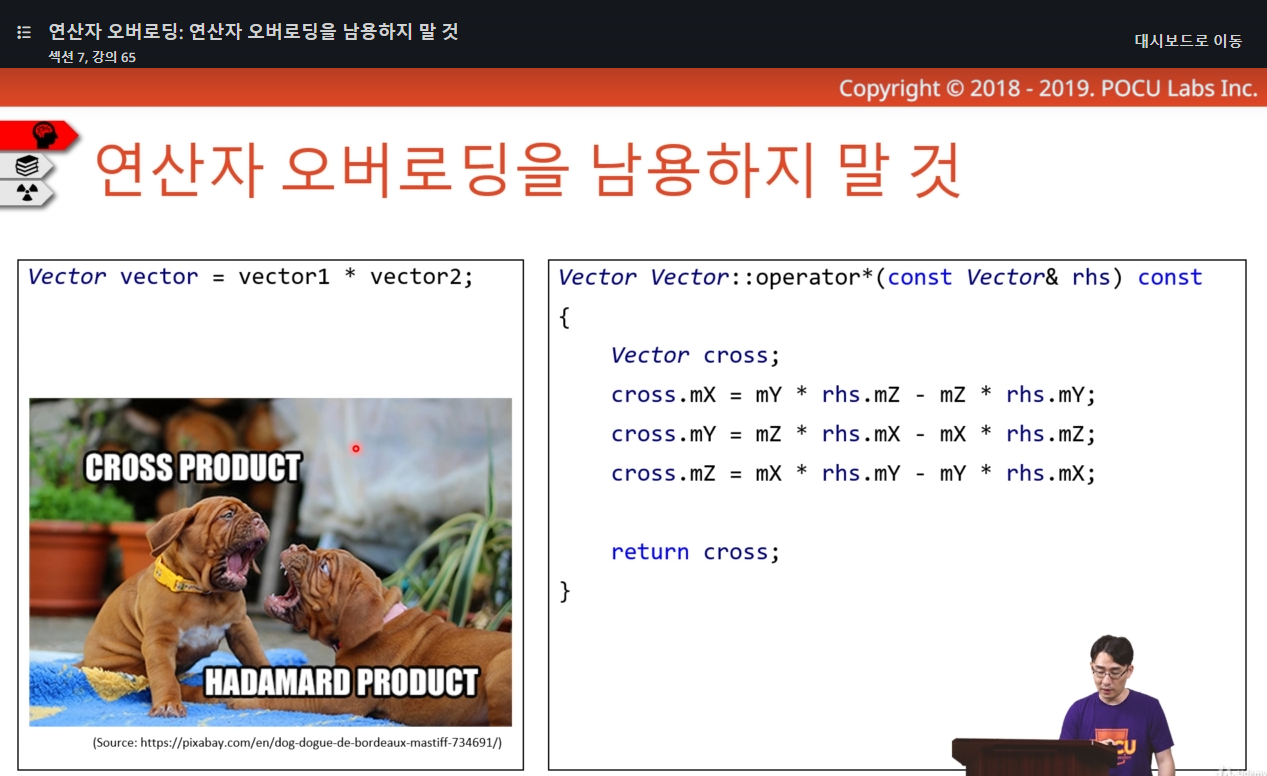 연산자 오버로딩: 연산자 오버로딩을 남용하지 말 것
섹션 7, 강의 65
대시보드로 이동
Copyright © 2018 - 2019. POCU Labs Inc.
연산자 오버로딩을 남용하지 말 것
Vector vector = vector1 * vector2;
CROSS PRODUCT
HADAMARD PRODUCT
(Source: https://pixabay.com/en/dog-dogue-de-bordeaux-mastiff-734691/)
Vector Vector::operator*(const Vector& rhs) const
{
Vector cross;
cross.mX = mY * rhs.mZ - mZ * rhs.mY;
cross.mY = mZ * rhs.mX - mX * rhs.mZ;
cross.mZ = mX * rhs.mY - mY * rhs.mX;
return cross;
}